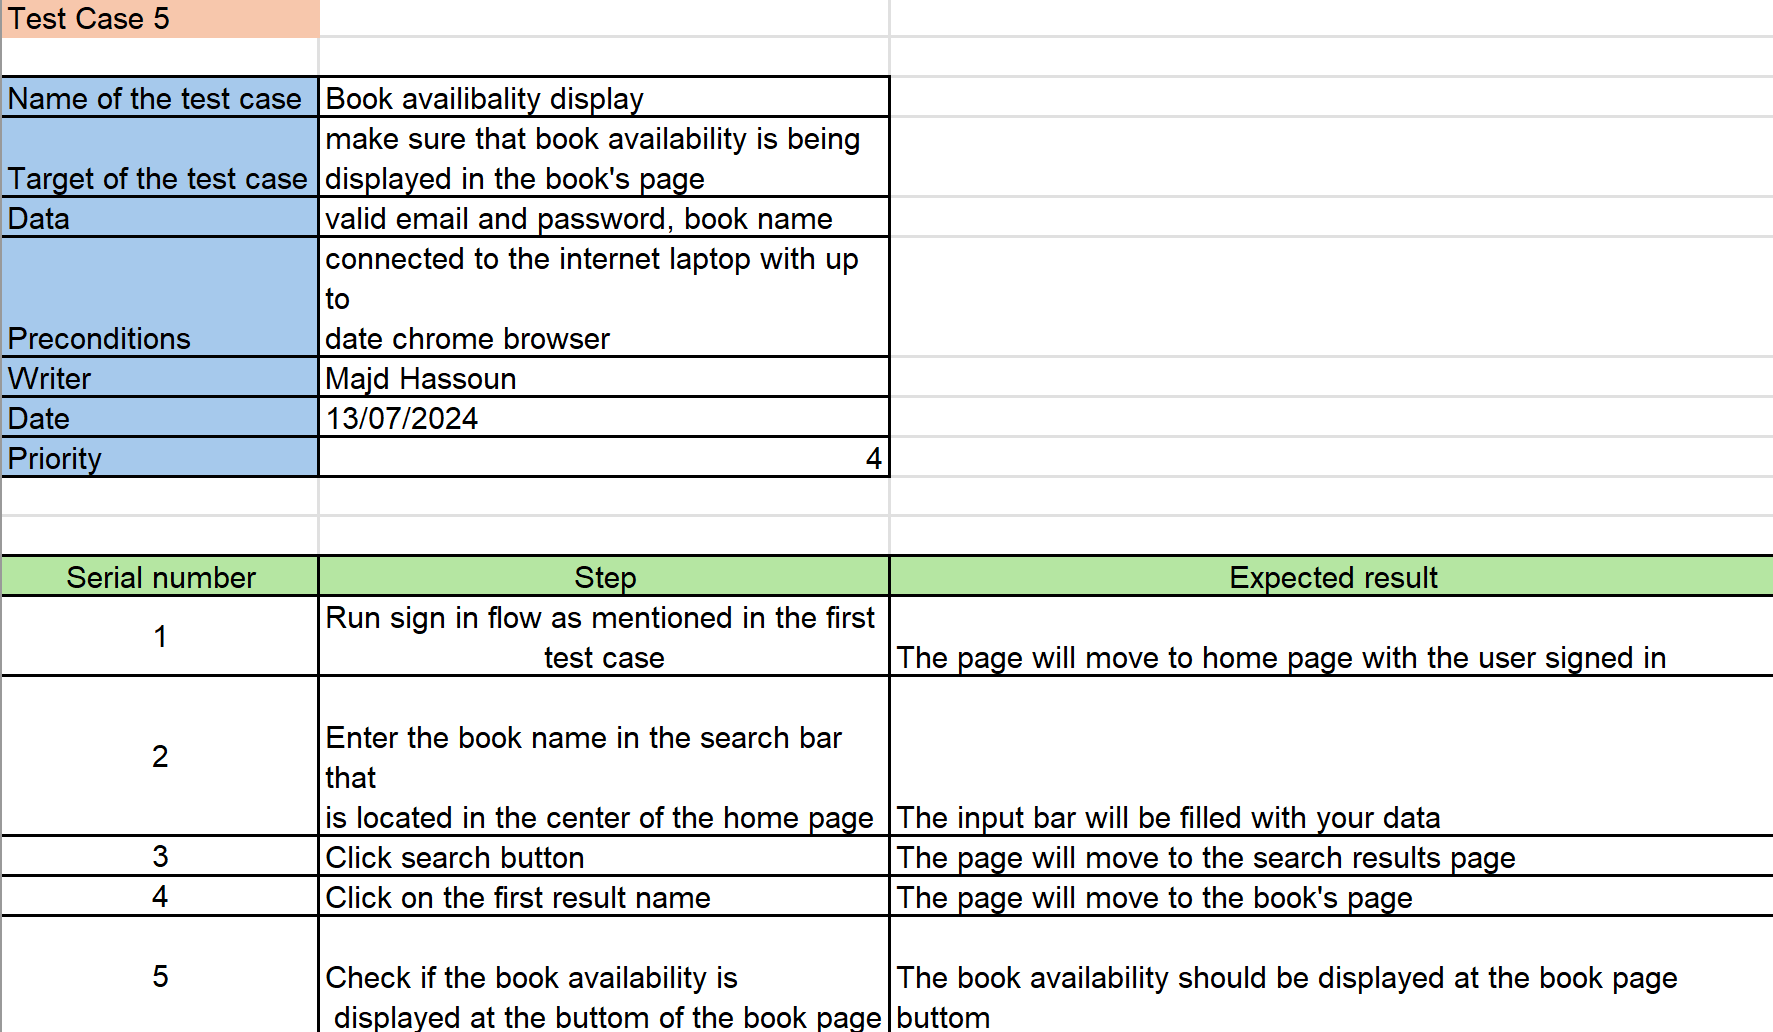 Test Case 5
Name of the test case Book availibality display
make sure that book availability is being
Target of the test case displayed in the book's page
Data valid email and password, book name
connected to the internet laptop with up
to
Preconditions date chrome browser
Writer Majd Hassoun
Date 13/07/2024
Priority 4
Serial number Step Expected result
1 Run sign in flow as mentioned in the first
test case The page will move to home page with the user signed in
2 Enter the book name in the search bar
that
is located in the center of the home page The input bar will be filled with your data
3 Click search button The page will move to the search results page
4 Click on the first result name The page will move to the book's page
5 Check if the book availability is The book availability should be displayed at the book page
displayed at the buttom of the book page buttom